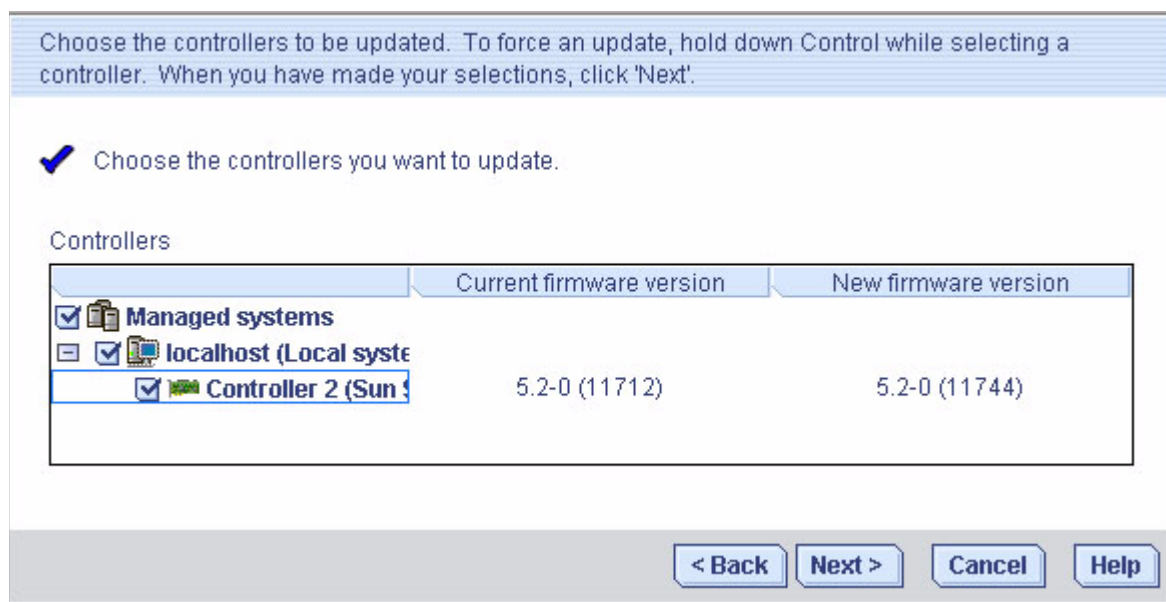 Choose the controllers to be updated. To force an update, hold down Control while selecting a
controller. When you have made your selections, click 'Next'.
Choose the controllers you want to update.
Controllers
Current firmware version New firmware version
Managed systems
localhost (Local syste
Controller 2 (Sun S 5.2-0 (11712) 5.2-0 (11744)
< Back Next > Cancel Help